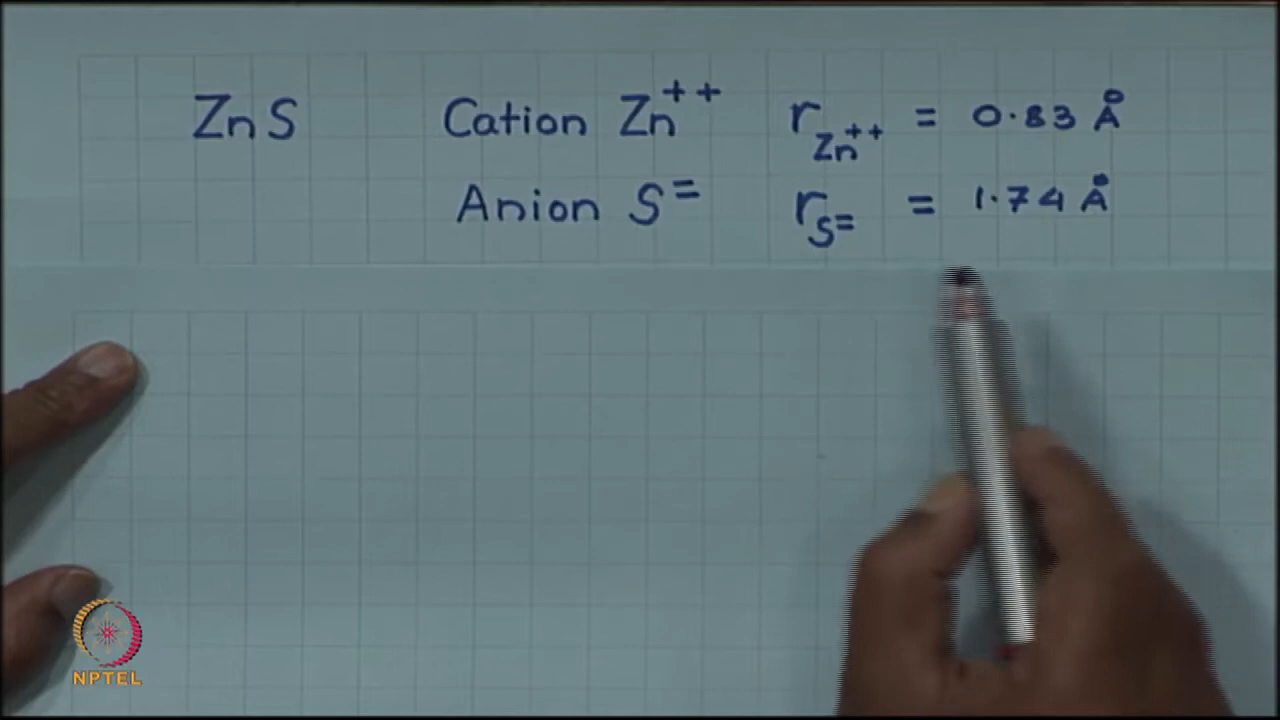 ZnS Cation Zn++ rZn++ = 0.83 Å
Anion S= rS= = 1.74 Å
NPTEL